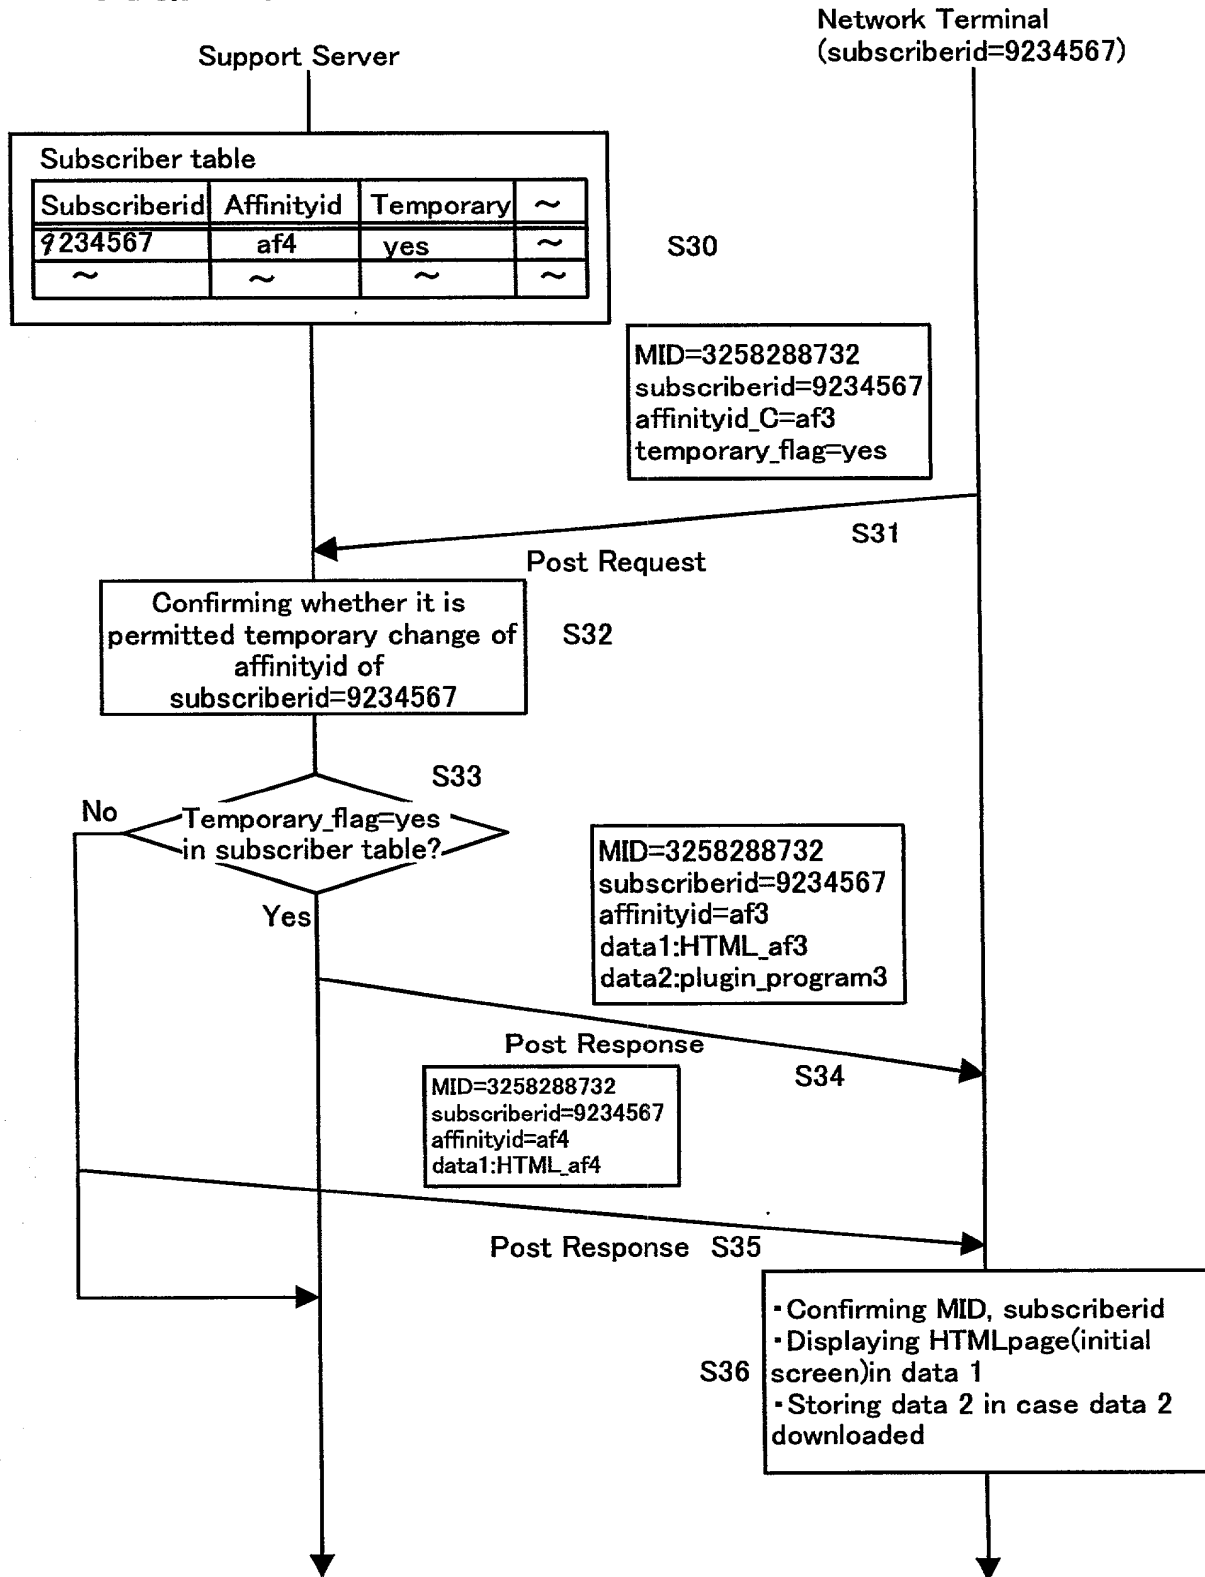 Network Terminal
(subscriberid=9234567)
Support Server
Subscriber table
Subscriberid Affinityid Temporary ~
9234567 af4 yes ~
~ ~ ~ ~
S30
MID=3258288732
subscriberid=9234567
affinityid_C=af3
temporary_flag=yes
S31
Post Request
Confirming whether it is
permitted temporary change of
affinityid of
subscriberid=9234567
S32
S33
No
Temporary_flag=yes
in subscriber table?
Yes
MID=3258288732
subscriberid=9234567
affinityid=af3
data1:HTML_af3
data2:plugin_program3
Post Response
S34
MID=3258288732
subscriberid=9234567
affinityid=af4
data1:HTML_af4
Post Response S35
S36
・Confirming MID, subscriberid
・Displaying HTMLpage(initial
screen)in data 1
・Storing data 2 in case data 2
downloaded